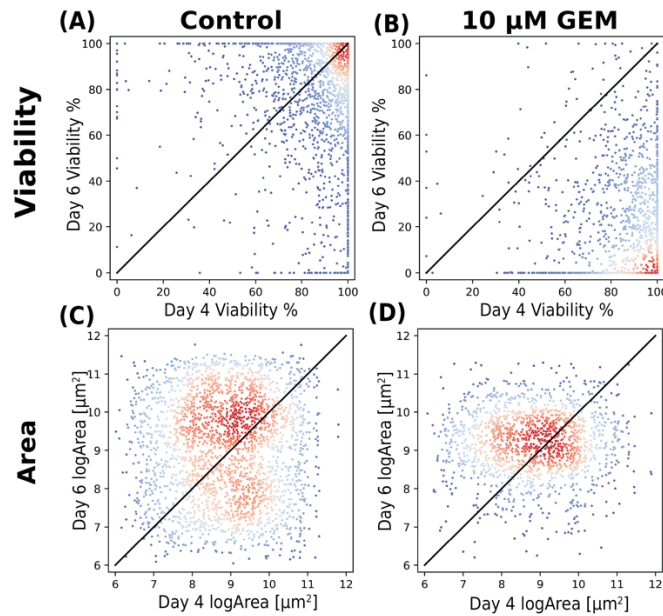 Control
10 μM GEM
Viability
Area
(A)
100
80
60
40
20
0
Day 6 Viability %
0 20 40 60 80 100
Day 4 Viability %
(B)
100
80
60
40
20
0
Day 6 Viability %
0 20 40 60 80 100
Day 4 Viability %
(C)
12
11
10
9
8
7
6
Day 6 logArea [μm²]
6 7 8 9 10 11 12
Day 4 logArea [μm²]
(D)
12
11
10
9
8
7
6
Day 6 logArea [μm²]
6 7 8 9 10 11 12
Day 4 logArea [μm²]